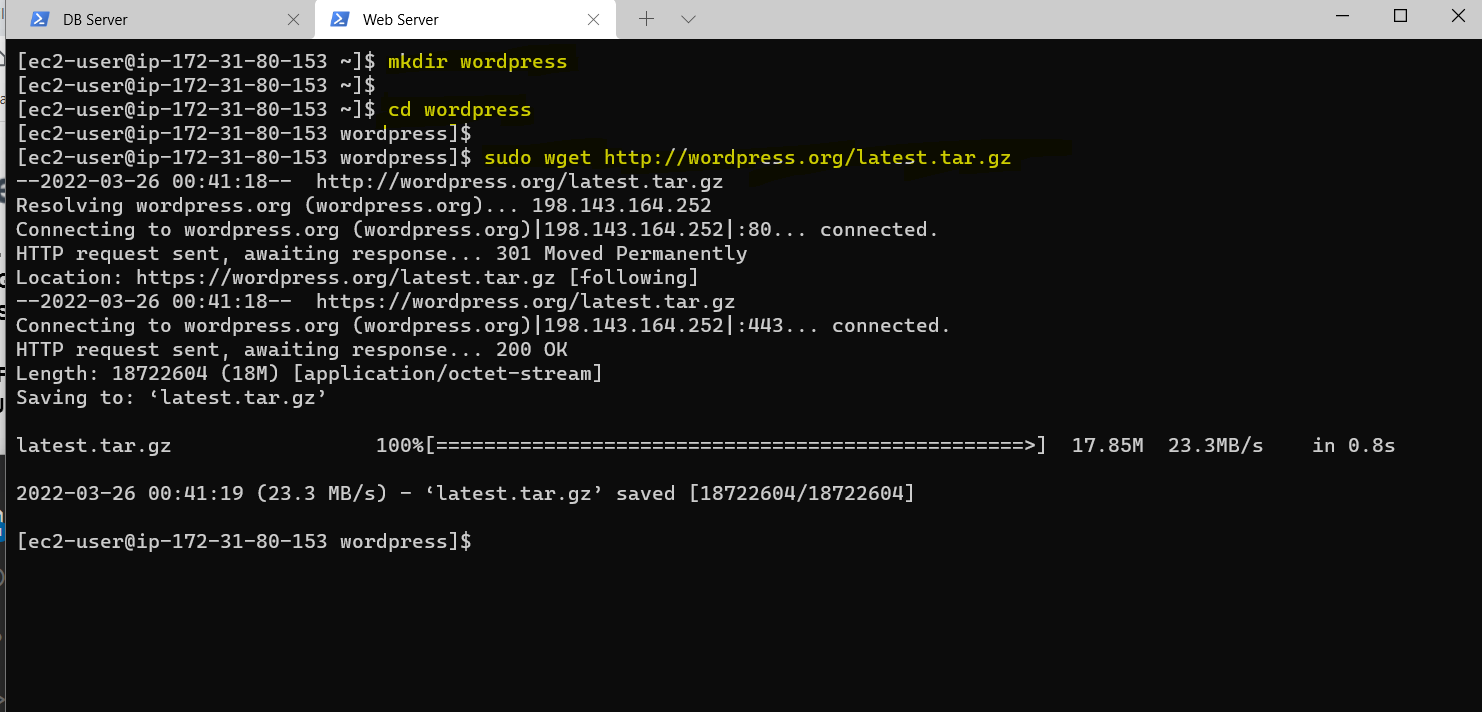 DB Server
Web Server
[ec2-user@ip-172-31-80-153 ~]$ mkdir wordpress
[ec2-user@ip-172-31-80-153 ~]$
[ec2-user@ip-172-31-80-153 ~]$ cd wordpress
[ec2-user@ip-172-31-80-153 wordpress]$
[ec2-user@ip-172-31-80-153 wordpress]$ sudo wget http://wordpress.org/latest.tar.gz
--2022-03-26 00:41:18--  http://wordpress.org/latest.tar.gz
Resolving wordpress.org (wordpress.org)... 198.143.164.252
Connecting to wordpress.org (wordpress.org)|198.143.164.252|:80... connected.
HTTP request sent, awaiting response... 301 Moved Permanently
Location: https://wordpress.org/latest.tar.gz [following]
--2022-03-26 00:41:18--  https://wordpress.org/latest.tar.gz
Connecting to wordpress.org (wordpress.org)|198.143.164.252|:443... connected.
HTTP request sent, awaiting response... 200 OK
Length: 18722604 (18M) [application/octet-stream]
Saving to: ‘latest.tar.gz’
latest.tar.gz                 100%[=================================================>]  17.85M  23.3MB/s    in 0.8s
2022-03-26 00:41:19 (23.3 MB/s) - ‘latest.tar.gz’ saved [18722604/18722604]
[ec2-user@ip-172-31-80-153 wordpress]$